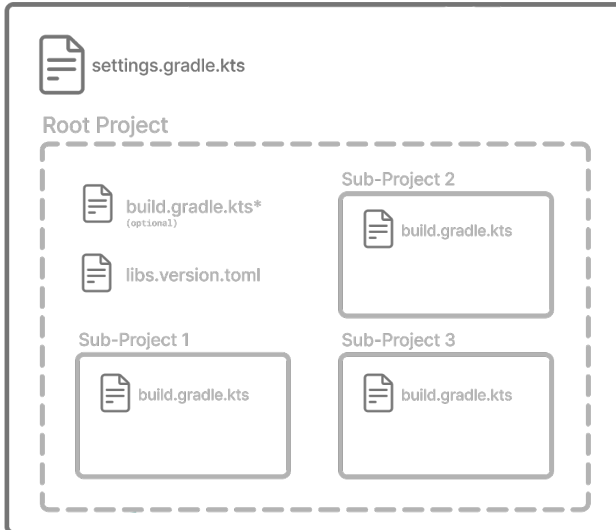 settings.gradle.kts
Root Project
build.gradle.kts*
(optional)
libs.version.toml
Sub-Project 2
build.gradle.kts
Sub-Project 1
build.gradle.kts
Sub-Project 3
build.gradle.kts